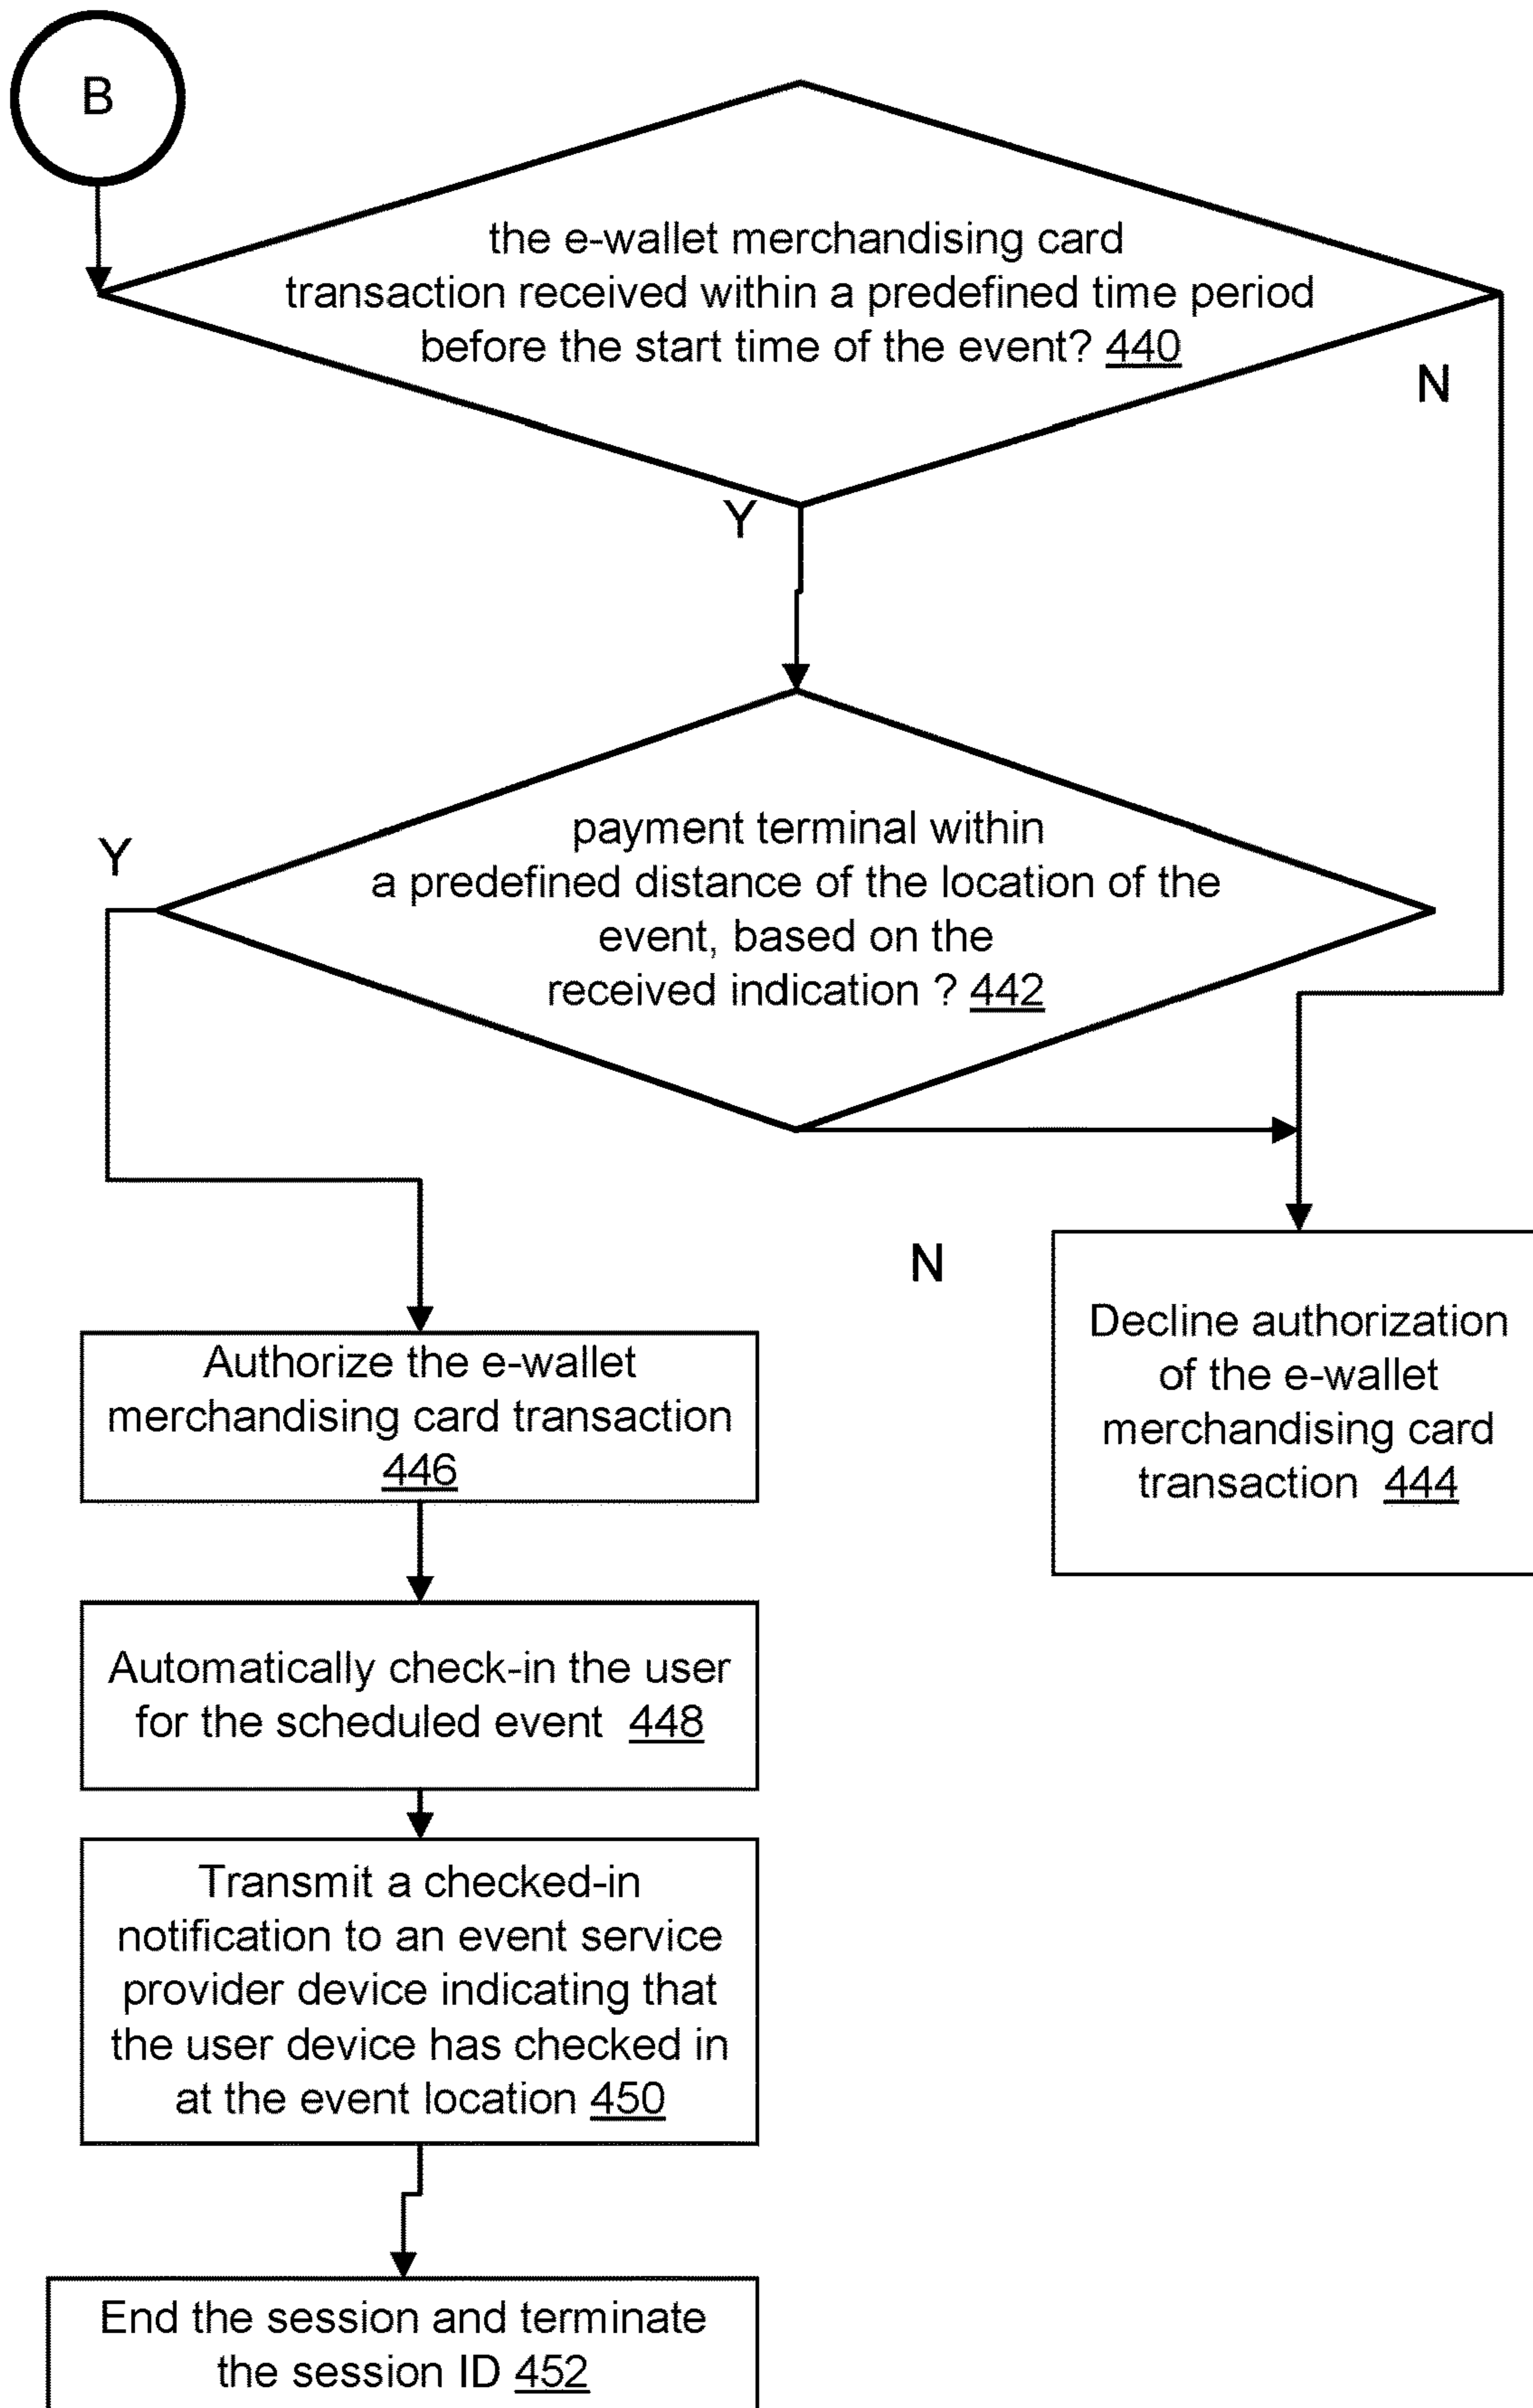 B
the e-wallet merchandising card
transaction received within a predefined time period
before the start time of the event? 440
N
Y
payment terminal within
a predefined distance of the location of the
event, based on the
received indication ? 442
Y
N
Decline authorization
of the e-wallet
merchandising card
transaction 444
Authorize the e-wallet
merchandising card transaction
446
Automatically check-in the user
for the scheduled event 448
Transmit a checked-in
notification to an event service
provider device indicating that
the user device has checked in
at the event location 450
End the session and terminate
the session ID 452